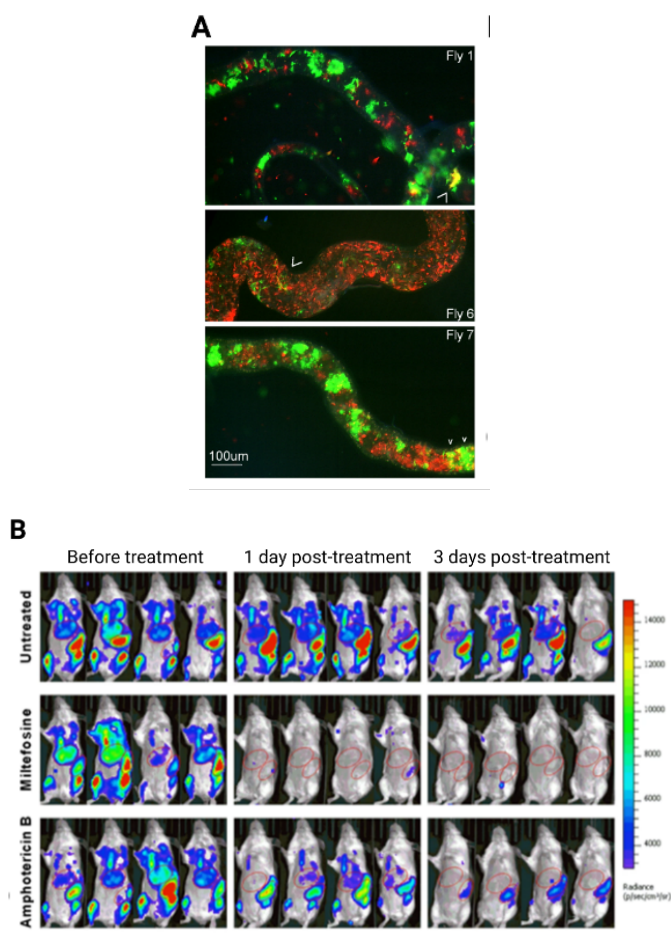 A
Fly 1
Fly 6
Fly 7
100um
B
Before treatment
1 day post-treatment
3 days post-treatment
Untreated
Miltefosine
Amphotericin B
14000
12000
10000
8000
6000
4000
Radiance
(p/sec/cm²/sr)